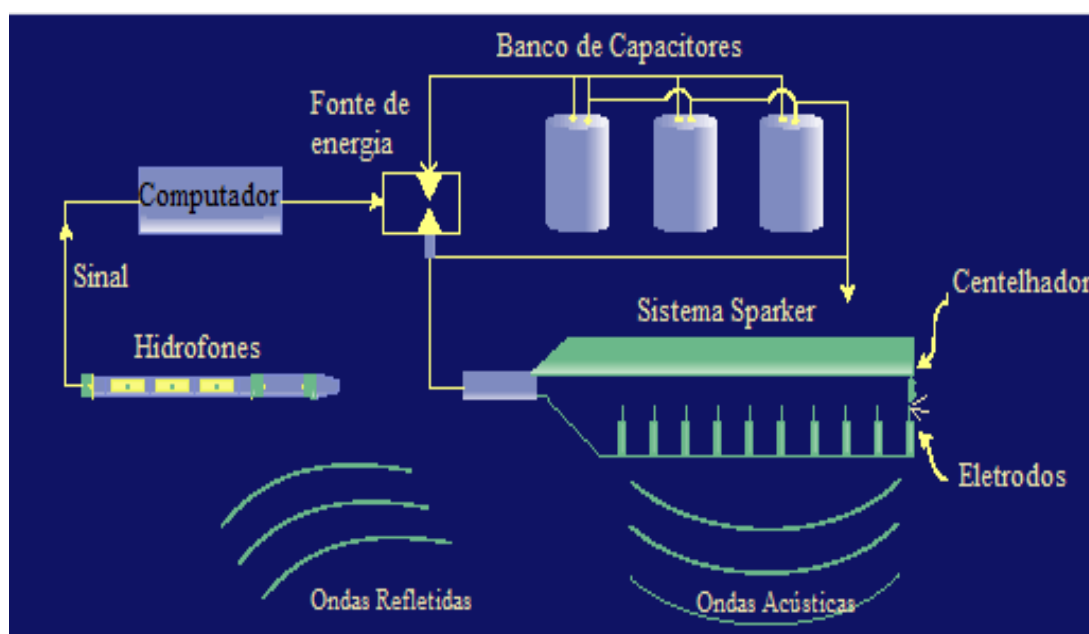 Banco de Capacitores
Fonte de
energia
Computador
Sinal
Centelhador
Sistema Sparker
Hidrofones
Eletrodos
Ondas Refletidas
Ondas Acústicas